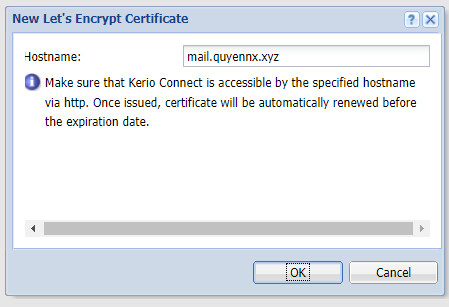 New Let's Encrypt Certificate
Hostname: mail.quyennx.xyz
Make sure that Kerio Connect is accessible by the specified hostname
via http. Once issued, certificate will be automatically renewed before
the expiration date.
OK Cancel